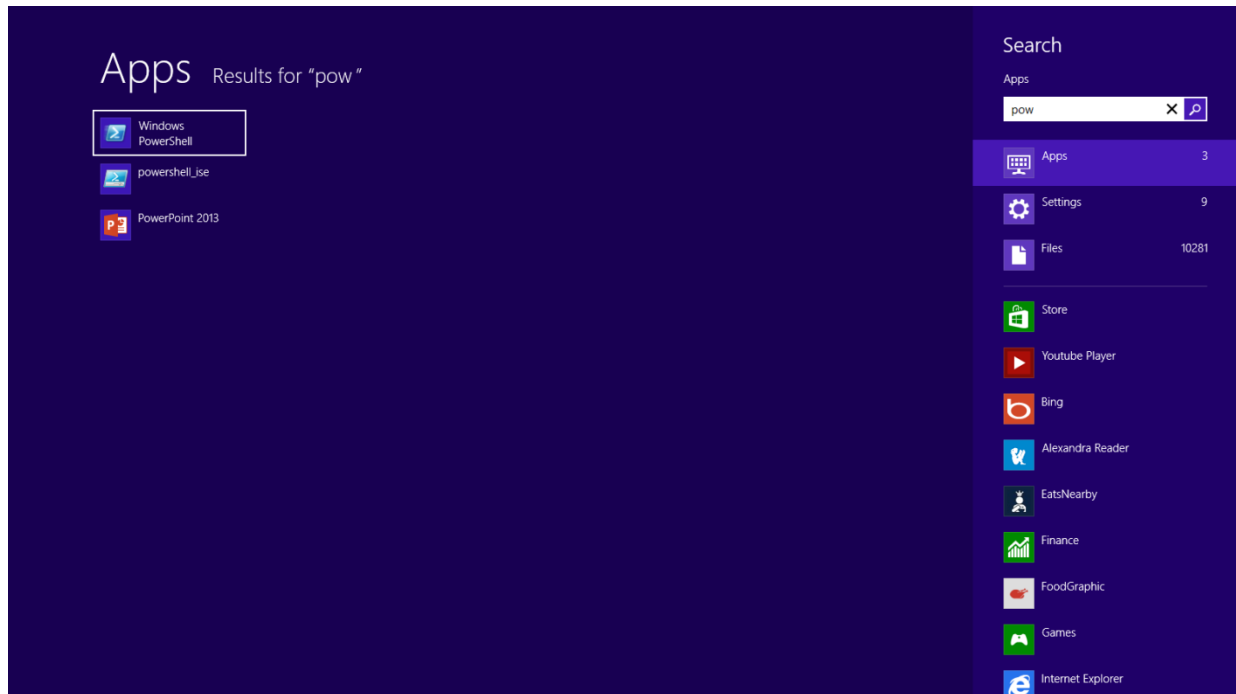 Apps Results for “pow ”
Windows
PowerShell
powershell_ise
PowerPoint 2013
Search
Apps
pow
Apps 3
Settings 9
Files 10281
Store
Youtube Player
Bing
Alexandra Reader
EatsNearby
Finance
FoodGraphic
Games
Internet Explorer